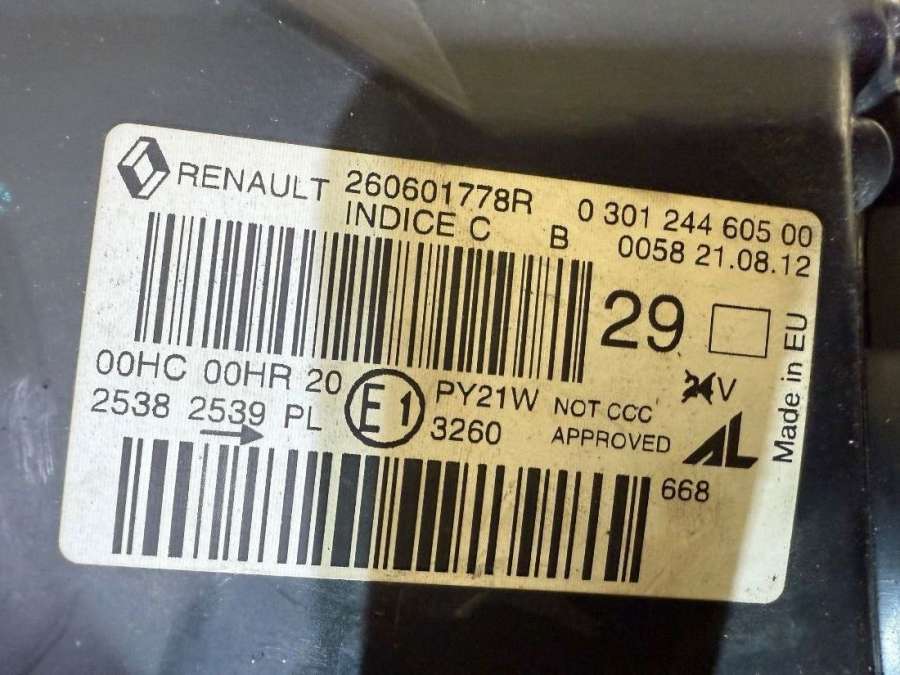 RENAULT 260601778R 0 301 244 605 00
INDICE C B 0058 21.08.12
29
00HC 00HR 20 E1 PY21W NOT CCC 24V
2538 2539 PL 3260 APPROVED AL
668
Made in EU